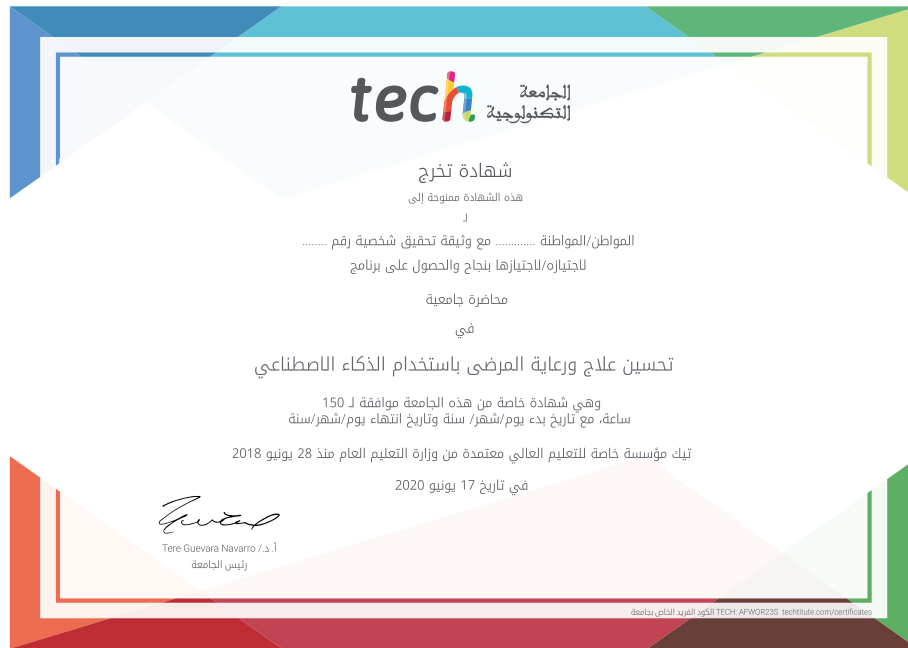 tech
الجامعة
التكنولوجية
شهادة تخرج
هذه الشهادة ممنوحة إلى
لـ
المواطن/المواطنة ............ مع وثيقة تحقيق شخصية رقم ........
لاجتيازه/لاجتيازها بنجاح والحصول على برنامج
محاضرة جامعية
في
تحسين علاج ورعاية المرضى باستخدام الذكاء الاصطناعي
وهي شهادة خاصة من هذه الجامعة موافقة لـ 150
ساعة، مع تاريخ بدء يوم/شهر/ سنة وتاريخ انتهاء يوم/شهر/سنة
تيك مؤسسة خاصة للتعليم العالي معتمدة من وزارة التعليم العام منذ 28 يونيو 2018
في تاريخ 17 يونيو 2020
أ. د./ Tere Guevara Navarro
رئيس الجامعة
الكود الفريد الخاص بجامعة TECH: AFWOR23S techtitute.com/certificates